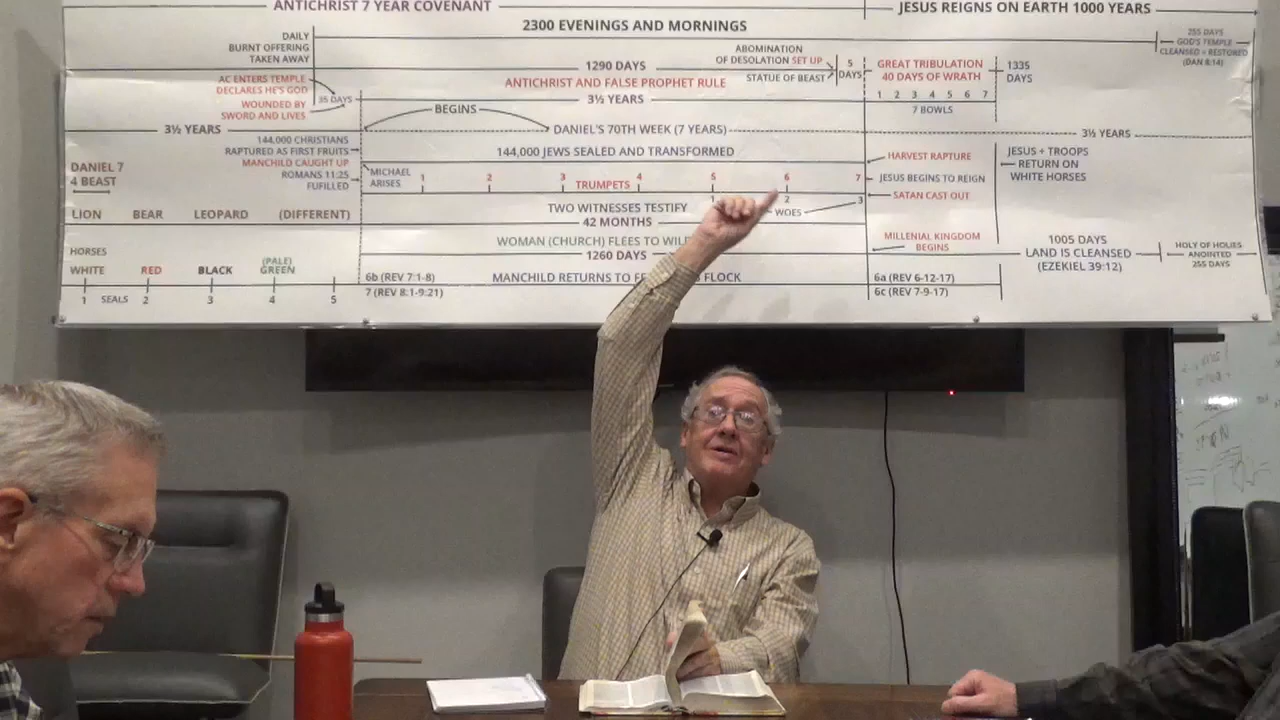 ANTICHRIST 7 YEAR COVENANT
JESUS REIGNS ON EARTH 1000 YEARS
2300 EVENINGS AND MORNINGS
DAILY
BURNT OFFERING
TAKEN AWAY
255 DAYS
GOD'S TEMPLE
CLEANSED + RESTORED
(DAN 8:14)
ABOMINATION
OF DESOLATION SET UP
STATUE OF BEAST
5
DAYS
GREAT TRIBULATION
40 DAYS OF WRATH
1335
DAYS
1290 DAYS
ANTICHRIST AND FALSE PROPHET RULE
AC ENTERS TEMPLE
DECLARES HE'S GOD
35 DAYS
WOUNDED BY
SWORD AND LIVES
1 2 3 4 5 6 7
7 BOWLS
3½ YEARS
BEGINS
3½ YEARS
DANIEL'S 70TH WEEK (7 YEARS)
3½ YEARS
144,000 CHRISTIANS
RAPTURED AS FIRST FRUITS
MANCHILD CAUGHT UP
ROMANS 11:25
FUFILLED
144,000 JEWS SEALED AND TRANSFORMED
HARVEST RAPTURE
JESUS + TROOPS
RETURN ON
WHITE HORSES
DANIEL 7
4 BEAST
MICHAEL
ARISES
1 2 3 4 5 6 7
TRUMPETS
JESUS BEGINS TO REIGN
1 2 3
WOES
SATAN CAST OUT
LION BEAR LEOPARD (DIFFERENT)
TWO WITNESSES TESTIFY
42 MONTHS
WOMAN (CHURCH) FLEES TO
1260 DAYS
MILLENIAL KINGDOM
BEGINS
1005 DAYS
LAND IS CLEANSED
(EZEKIEL 39:12)
HOLY OF HOLIES
ANOINTED
255 DAYS
HORSES
WHITE RED BLACK (PALE)
GREEN
6b (REV 7:1-8)
7 (REV 8:1-9:21)
MANCHILD RETURNS TO FLOCK
6a (REV 6-12-17)
6c (REV 7-9-17)
1 SEALS 2 3 4 5